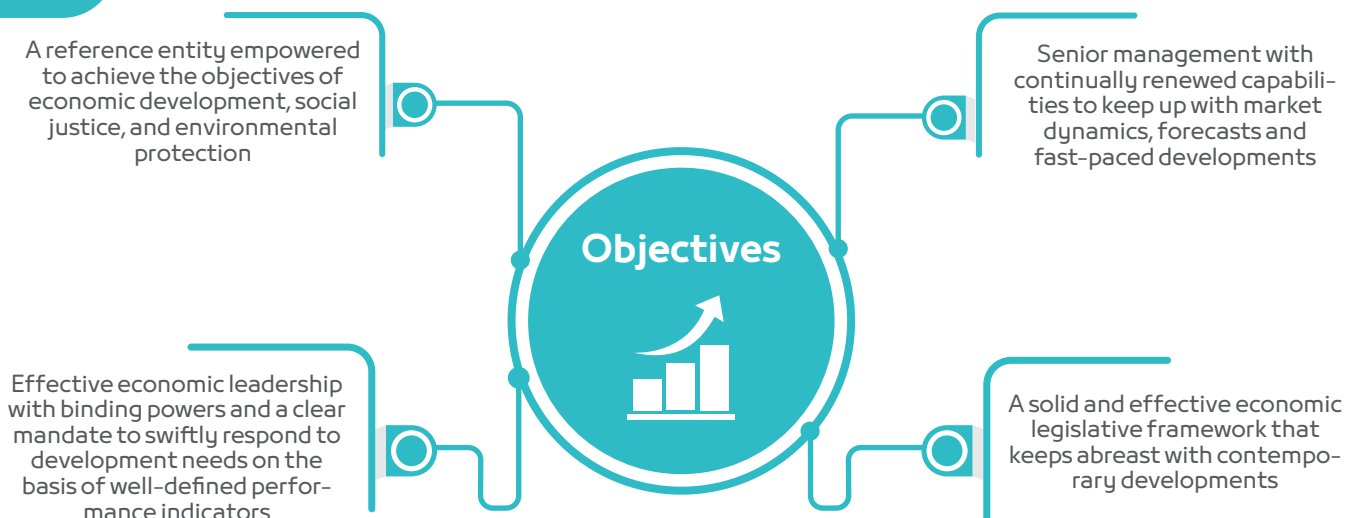 A reference entity empowered
to achieve the objectives of
economic development, social
justice, and environmental
protection
Senior management with
continually renewed capabili-
ties to keep up with market
dynamics, forecasts and
fast-paced developments
Objectives
Effective economic leadership
with binding powers and a clear
mandate to swiftly respond to
development needs on the
basis of well-defined perfor-
mance indicators
A solid and effective economic
legislative framework that
keeps abreast with contempo-
rary developments